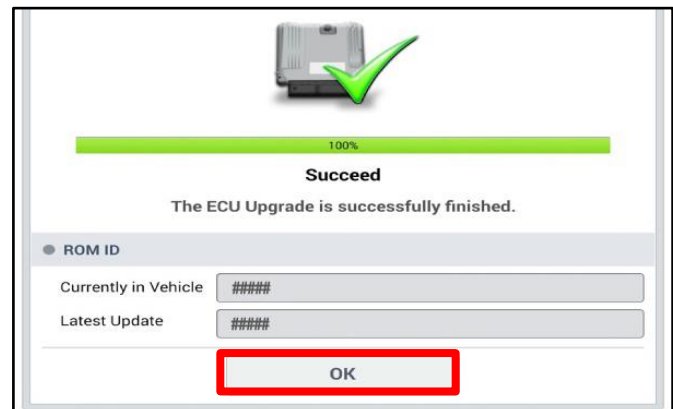 100%
Succeed
The ECU Upgrade is successfully finished.
ROM ID
Currently in Vehicle #####
Latest Update #####
OK